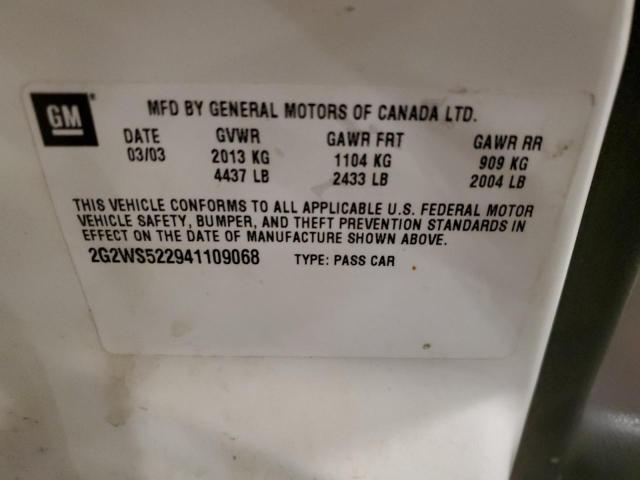 GM
MFD BY GENERAL MOTORS OF CANADA LTD.
DATE GVWR GAWR FRT GAWR RR
03/03 2013 KG 1104 KG 909 KG
4437 LB 2433 LB 2004 LB
THIS VEHICLE CONFORMS TO ALL APPLICABLE U.S. FEDERAL MOTOR
VEHICLE SAFETY, BUMPER, AND THEFT PREVENTION STANDARDS IN
EFFECT ON THE DATE OF MANUFACTURE SHOWN ABOVE.
2G2WS522941109068 TYPE: PASS CAR